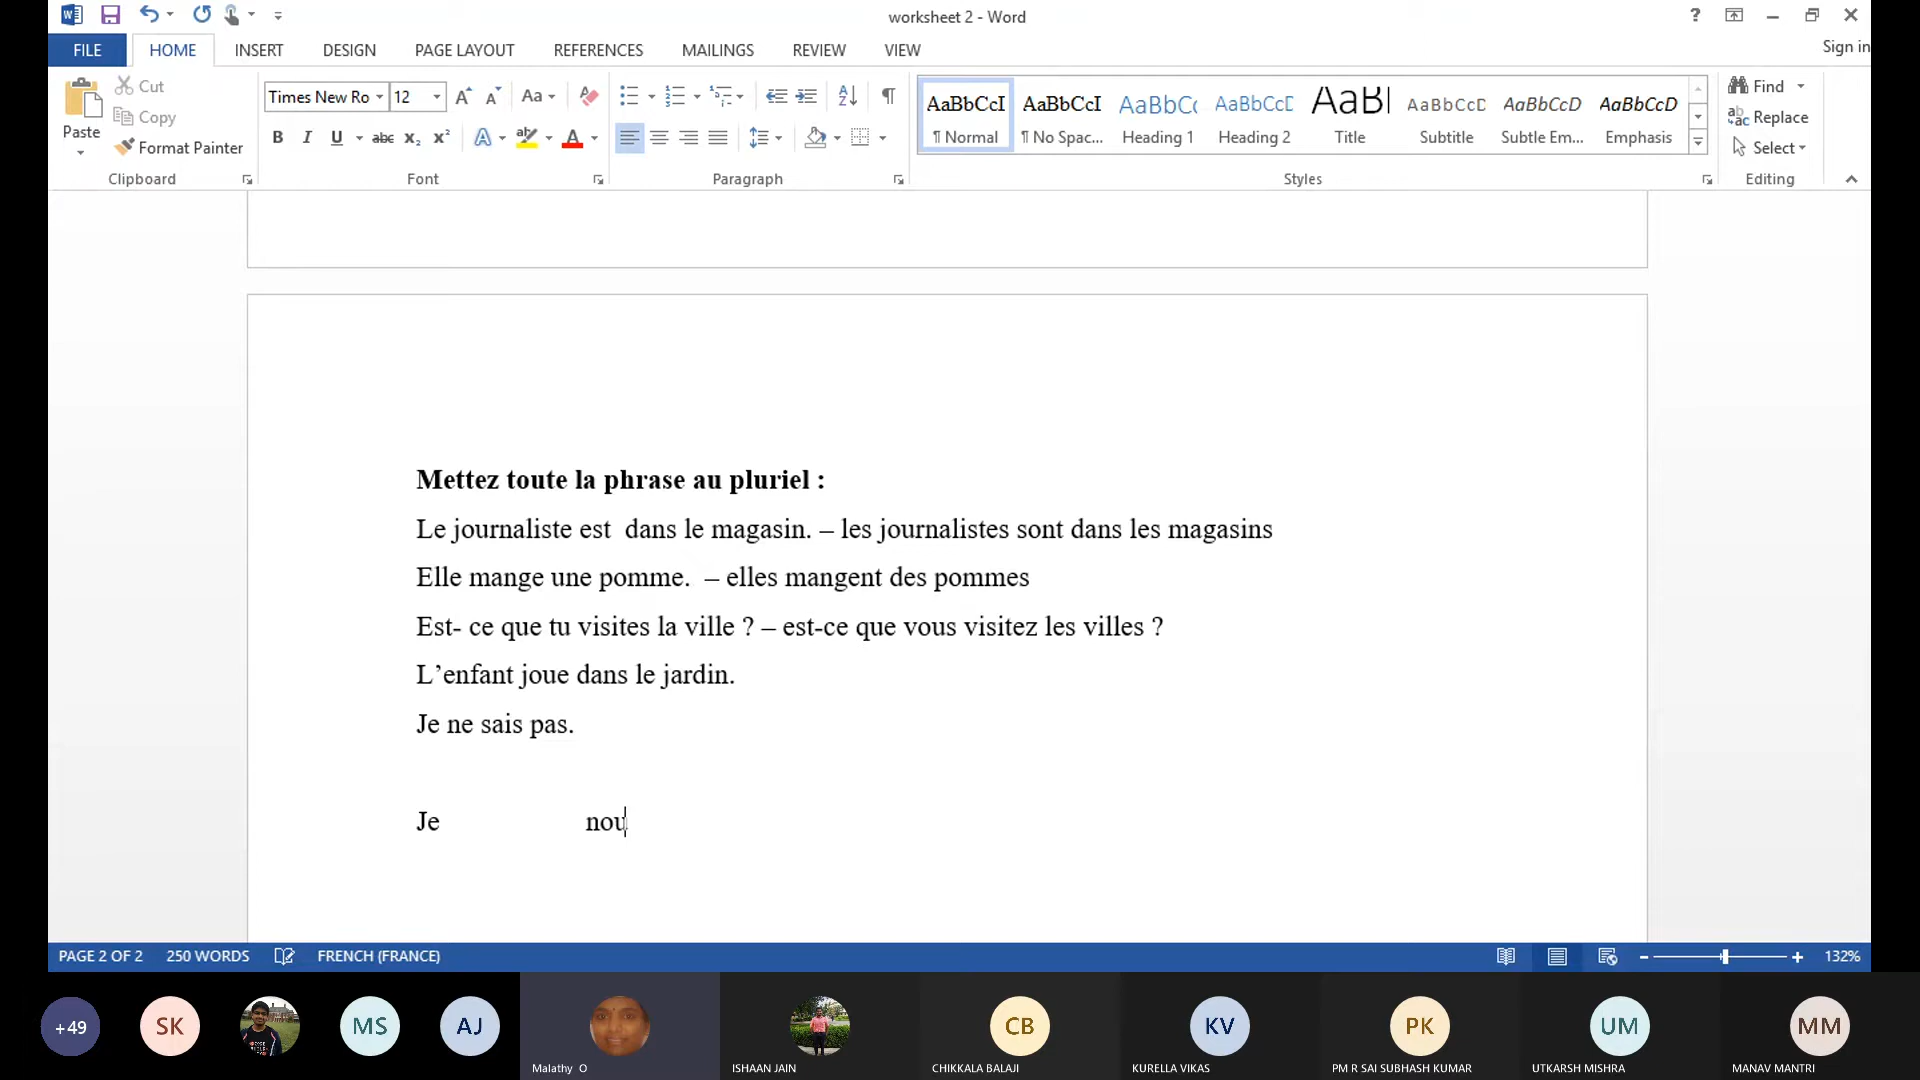 worksheet 2 - Word
?
Sign in
FILE HOME INSERT DESIGN PAGE LAYOUT REFERENCES MAILINGS REVIEW VIEW
Paste
Cut
Copy
Format Painter
Clipboard
Times New Ro 12
Aa
B I U abc x₂ x² A A
Font
Paragraph
AaBbCcI AaBbCcI AaBbCc AaBbCcD AaBl AaBbCcD AaBbCcD AaBbCcD
¶ Normal ¶ No Spac... Heading 1 Heading 2 Title Subtitle Subtle Em... Emphasis
Styles
Find
Replace
Select
Editing
Mettez toute la phrase au pluriel :
Le journaliste est  dans le magasin. – les journalistes sont dans les magasins
Elle mange une pomme.  – elles mangent des pommes
Est- ce que tu visites la ville ? – est-ce que vous visitez les villes ?
L’enfant joue dans le jardin.
Je ne sais pas.
Je nou
PAGE 2 OF 2 250 WORDS FRENCH (FRANCE) 132%
+49 SK MS AJ CB KV PK UM MM
Malathy O ISHAAN JAIN CHIKKALA BALAJI KURELLA VIKAS PM R SAI SUBHASH KUMAR UTKARSH MISHRA MANAV MANTRI